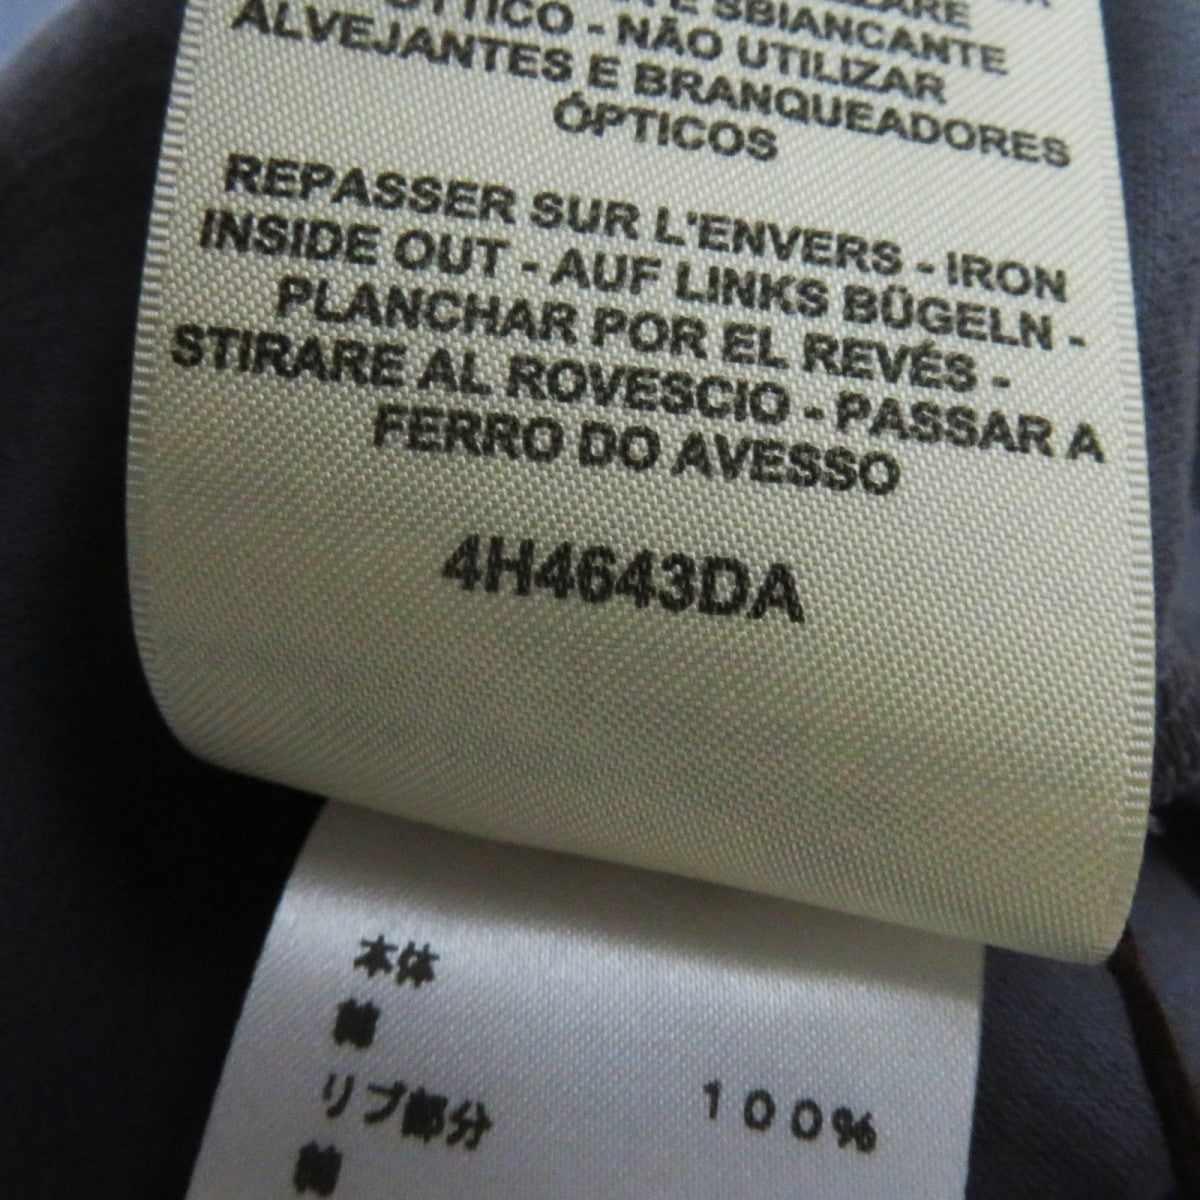 E SBIANCANTE
OTTICO - NÃO UTILIZAR
ALVEJANTES E BRANQUEADORES
ÓPTICOS
REPASSER SUR L'ENVERS - IRON
INSIDE OUT - AUF LINKS BÜGELN -
PLANCHAR POR EL REVÉS -
STIRARE AL ROVESCIO - PASSAR A
FERRO DO AVESSO
4H4643DA
本体
綿
リブ部分 100%
綿